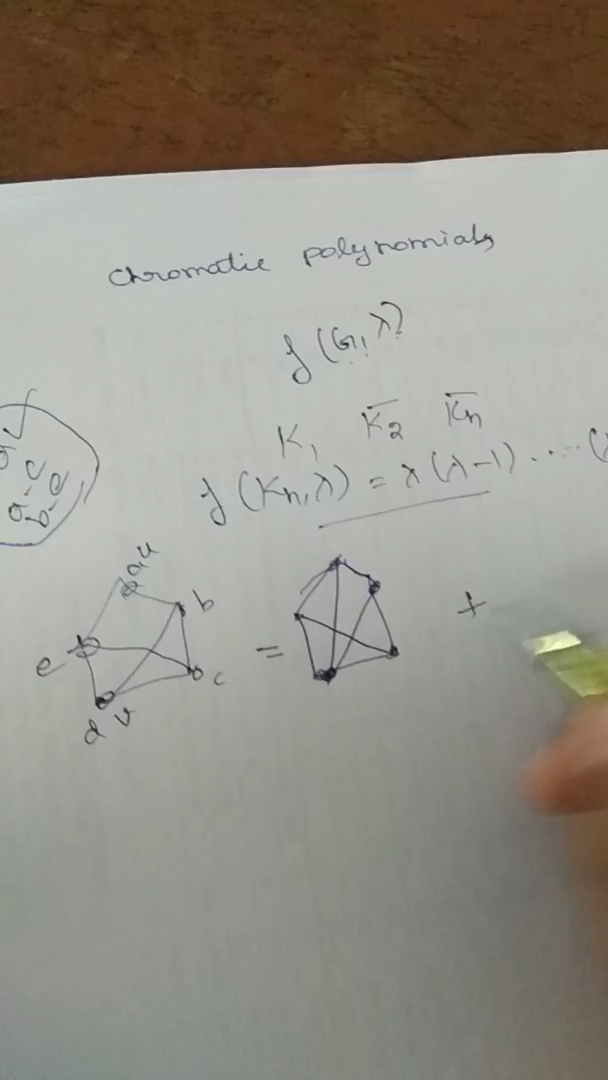 Chromatic polynomials
f(G, λ)
K₁ K̅₂ K̅n
f(Kn, λ) = λ(λ-1)....(
a, u
b
e
=
+
c
d v